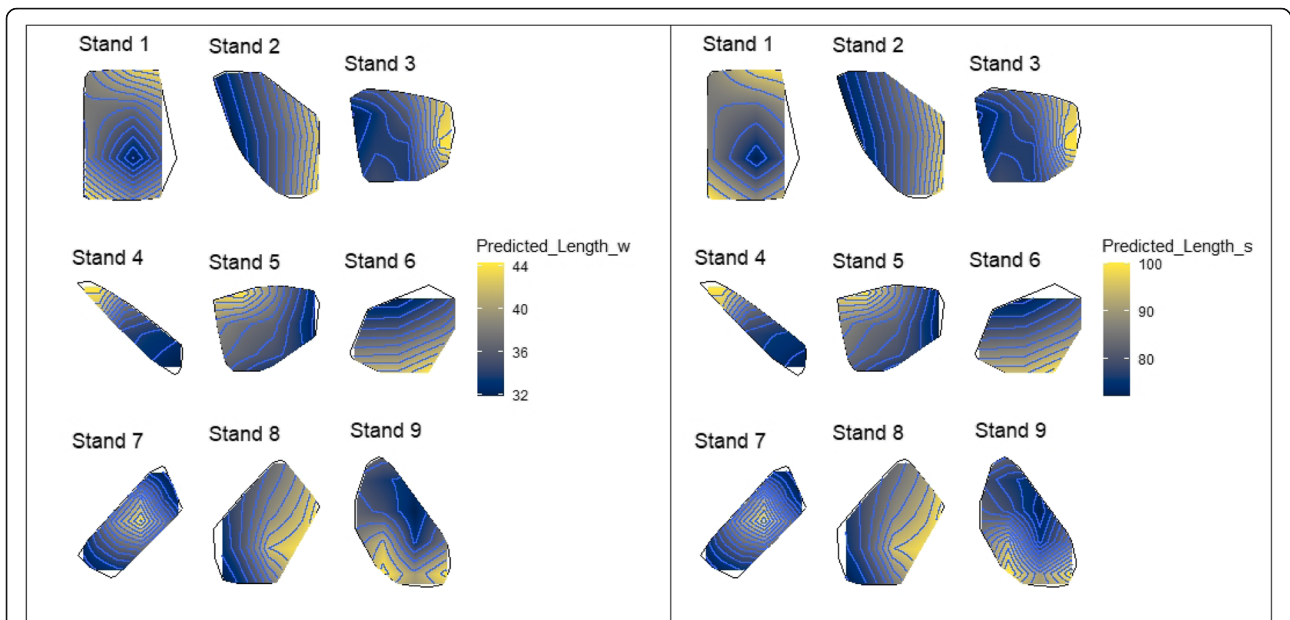 Stand 1
Stand 2
Stand 3
Stand 4
Stand 5
Stand 6
Predicted_Length_w
44
40
36
32
Stand 7
Stand 8
Stand 9
Stand 1
Stand 2
Stand 3
Stand 4
Stand 5
Stand 6
Predicted_Length_s
100
90
80
Stand 7
Stand 8
Stand 9